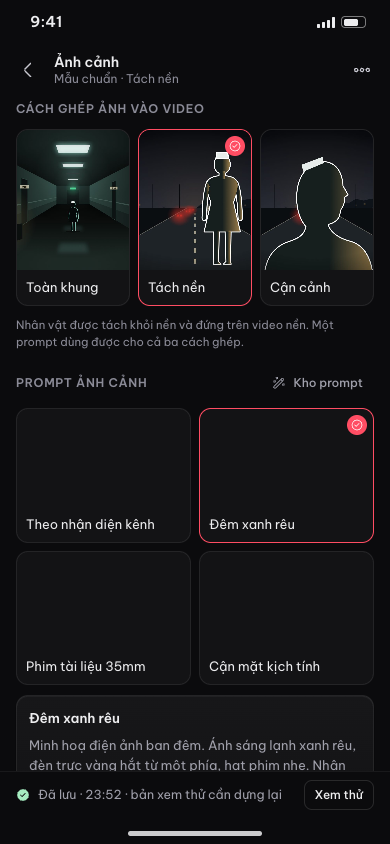 9:41
Ảnh cảnh
Mẫu chuẩn · Tách nền
CÁCH GHÉP ẢNH VÀO VIDEO
Toàn khung
Tách nền
Cận cảnh
Nhân vật được tách khỏi nền và đứng trên video nền. Một
prompt dùng được cho cả ba cách ghép.
PROMPT ẢNH CẢNH
Kho prompt
Theo nhận diện kênh
Đêm xanh rêu
Phim tài liệu 35mm
Cận mặt kịch tính
Đêm xanh rêu
Minh hoạ điện ảnh ban đêm. Ánh sáng lạnh xanh rêu,
đèn trực vàng hắt từ một phía, hạt phim nhẹ. Nhân
Đã lưu · 23:52 · bản xem thử cần dựng lại
Xem thử